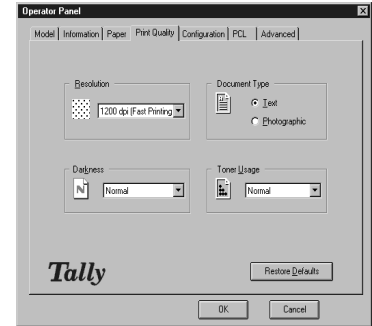 Operator Panel
Model Information Paper Print Quality Configuration PCL Advanced
Resolution Document Type
1200 dpi (Fast Printing Text
Photographic
Darkness Toner Usage
N Normal Normal
Tally Restore Defaults
OK Cancel